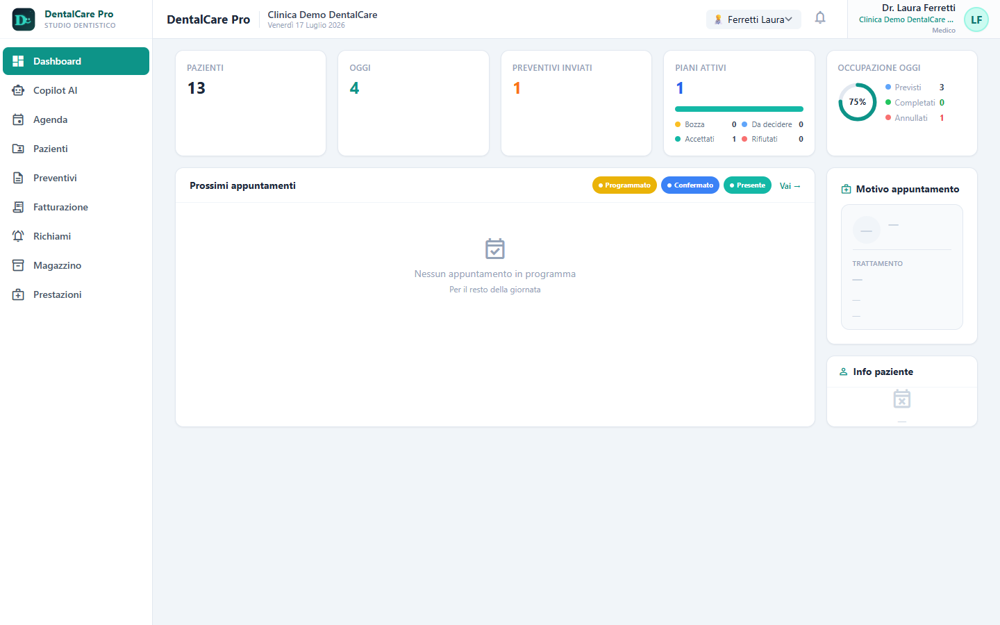 DentalCare Pro
STUDIO DENTISTICO
Dashboard
Copilot AI
Agenda
Pazienti
Preventivi
Fatturazione
Richiami
Magazzino
Prestazioni
DentalCare Pro
Clinica Demo DentalCare
Venerdì 17 Luglio 2026
Ferretti Laura
Dr. Laura Ferretti
Clinica Demo DentalCare ...
Medico
LF
PAZIENTI
13
OGGI
4
PREVENTIVI INVIATI
1
PIANI ATTIVI
1
Bozza 0
Da decidere 0
Accettati 1
Rifiutati 0
OCCUPAZIONE OGGI
75%
Previsti 3
Completati 0
Annullati 1
Prossimi appuntamenti
Programmato
Confermato
Presente
Vai →
Nessun appuntamento in programma
Per il resto della giornata
Motivo appuntamento
—
—
TRATTAMENTO
—
—
—
Info paziente
—